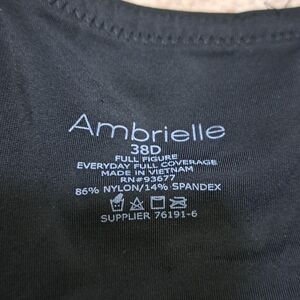 Ambrielle
38D
FULL FIGURE
EVERYDAY FULL COVERAGE
MADE IN VIETNAM
RN#93677
86% NYLON/14% SPANDEX
SUPPLIER 76191-6